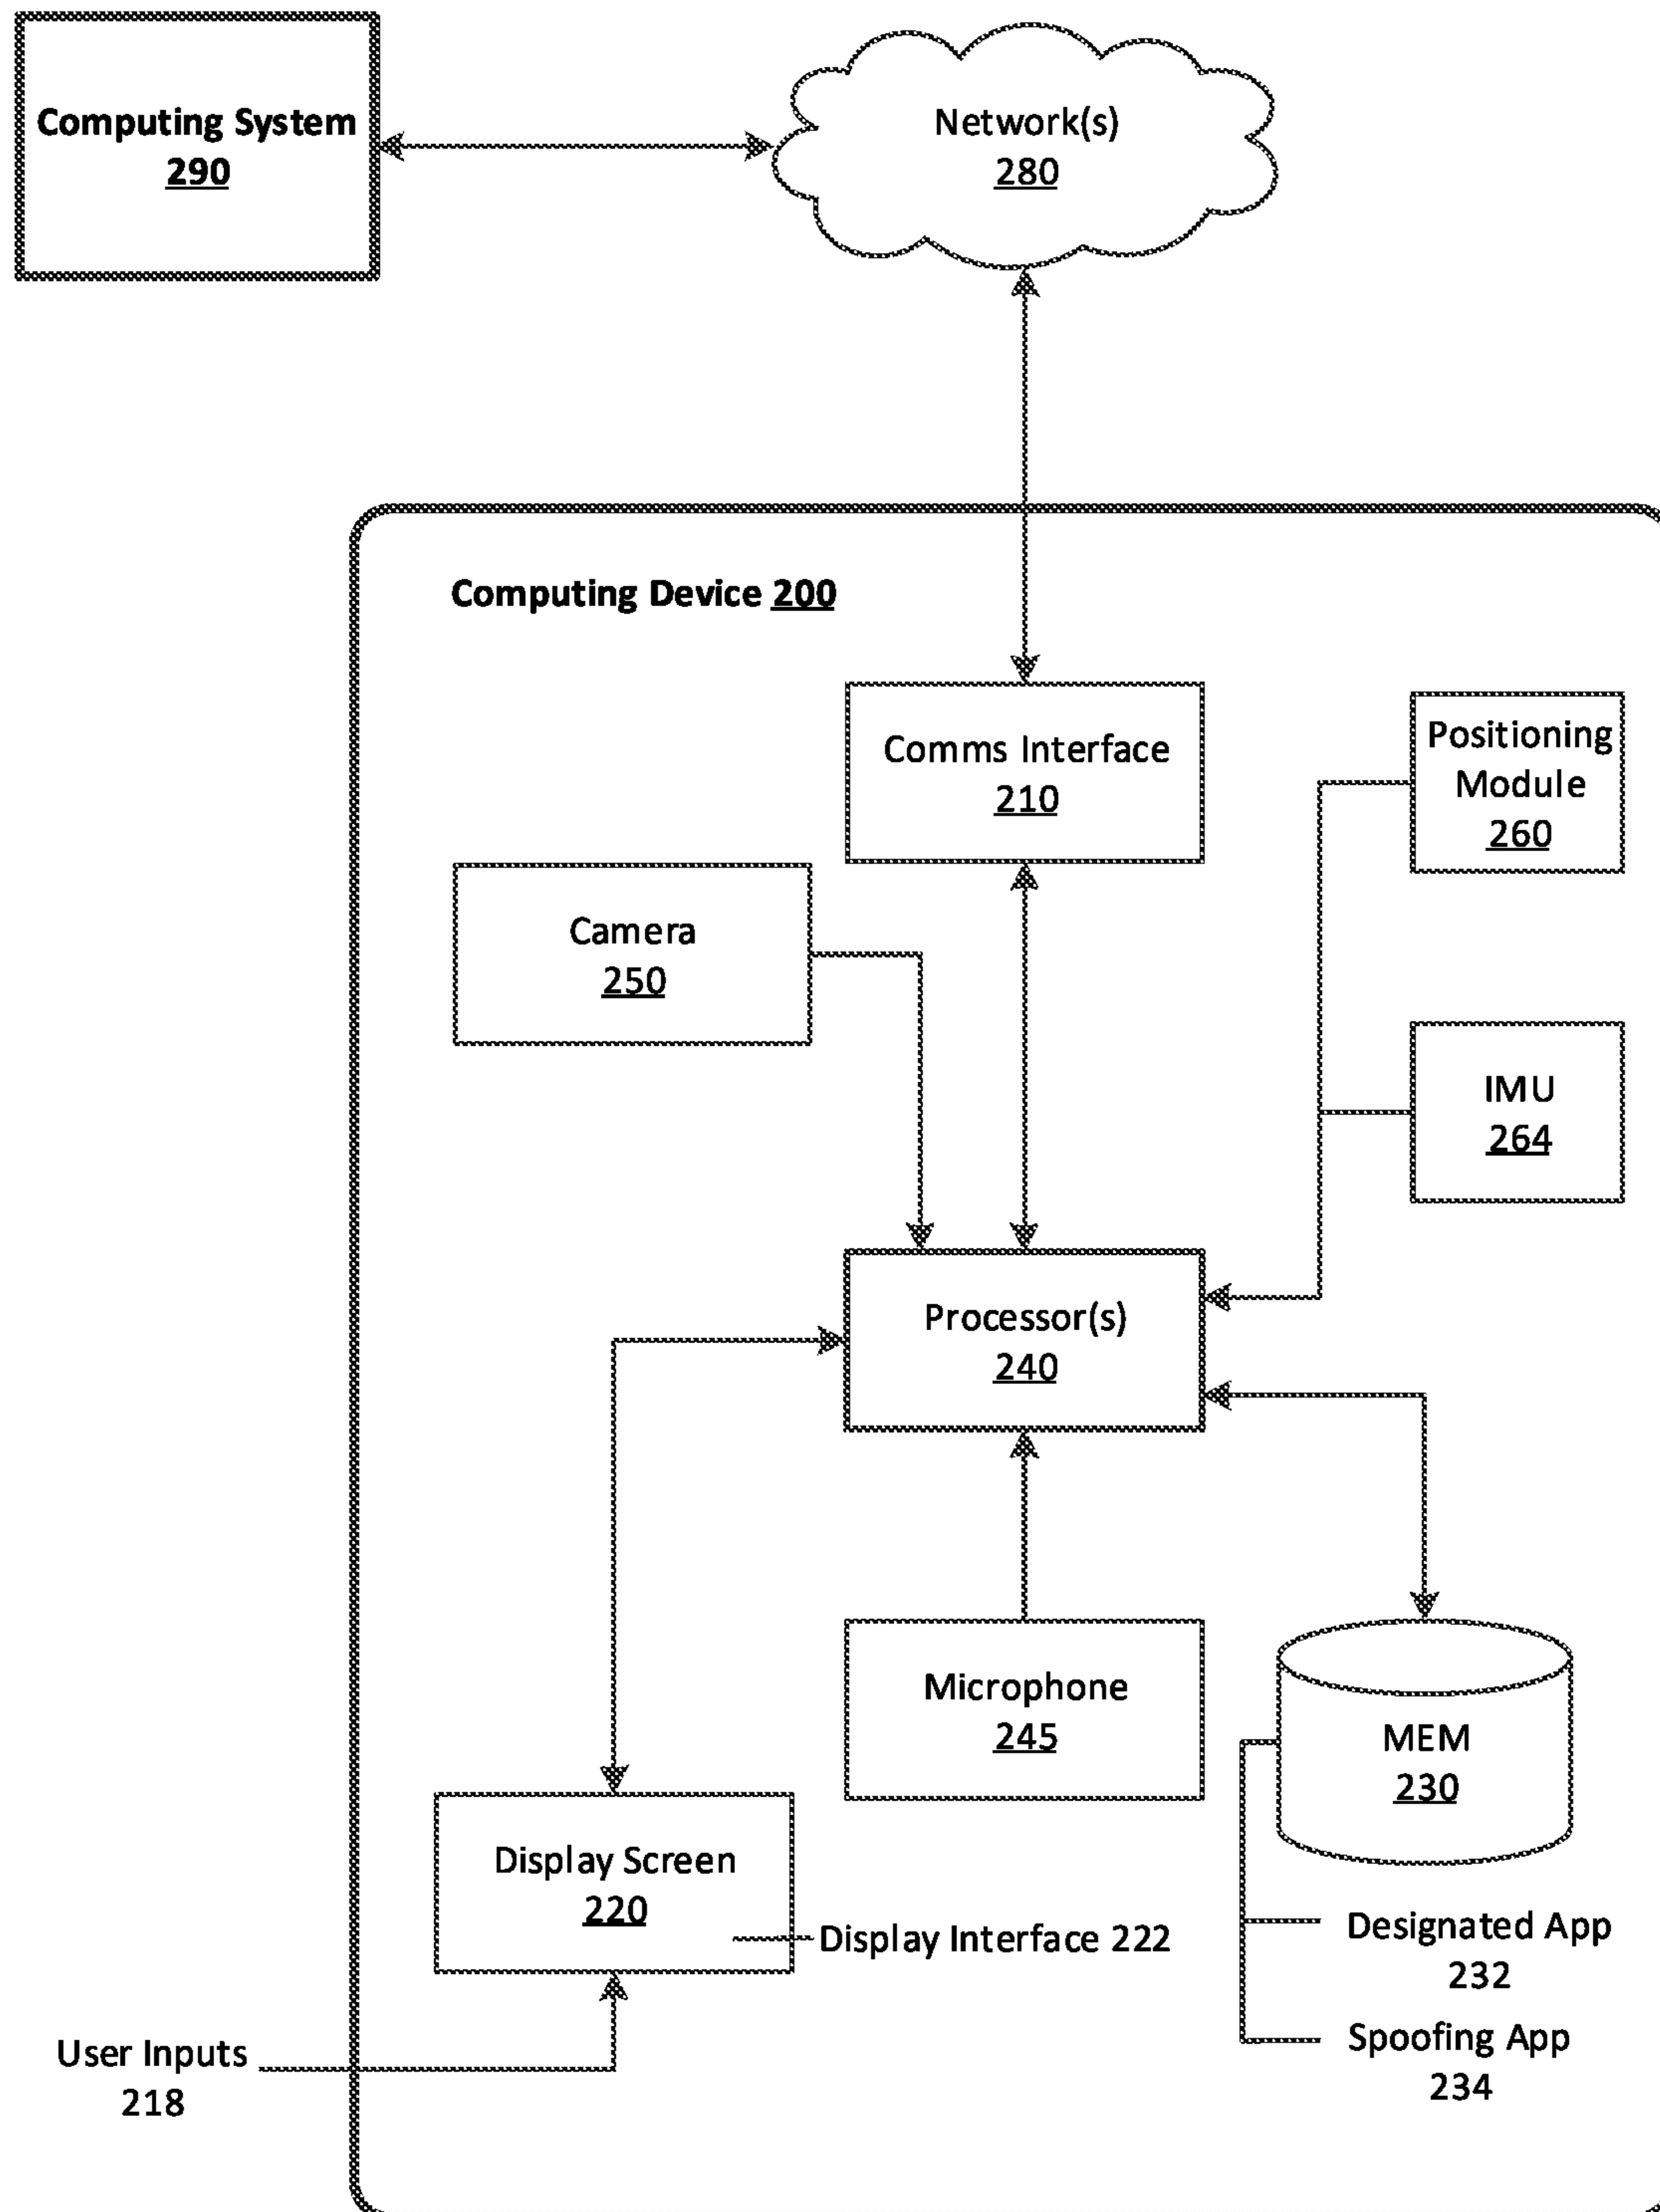 Computing System
290
Network(s)
280
Computing Device 200
Comms Interface
210
Positioning
Module
260
Camera
250
IMU
264
Processor(s)
240
Microphone
245
MEM
230
Display Screen
220
Display Interface 222
Designated App
232
Spoofing App
234
User Inputs
218